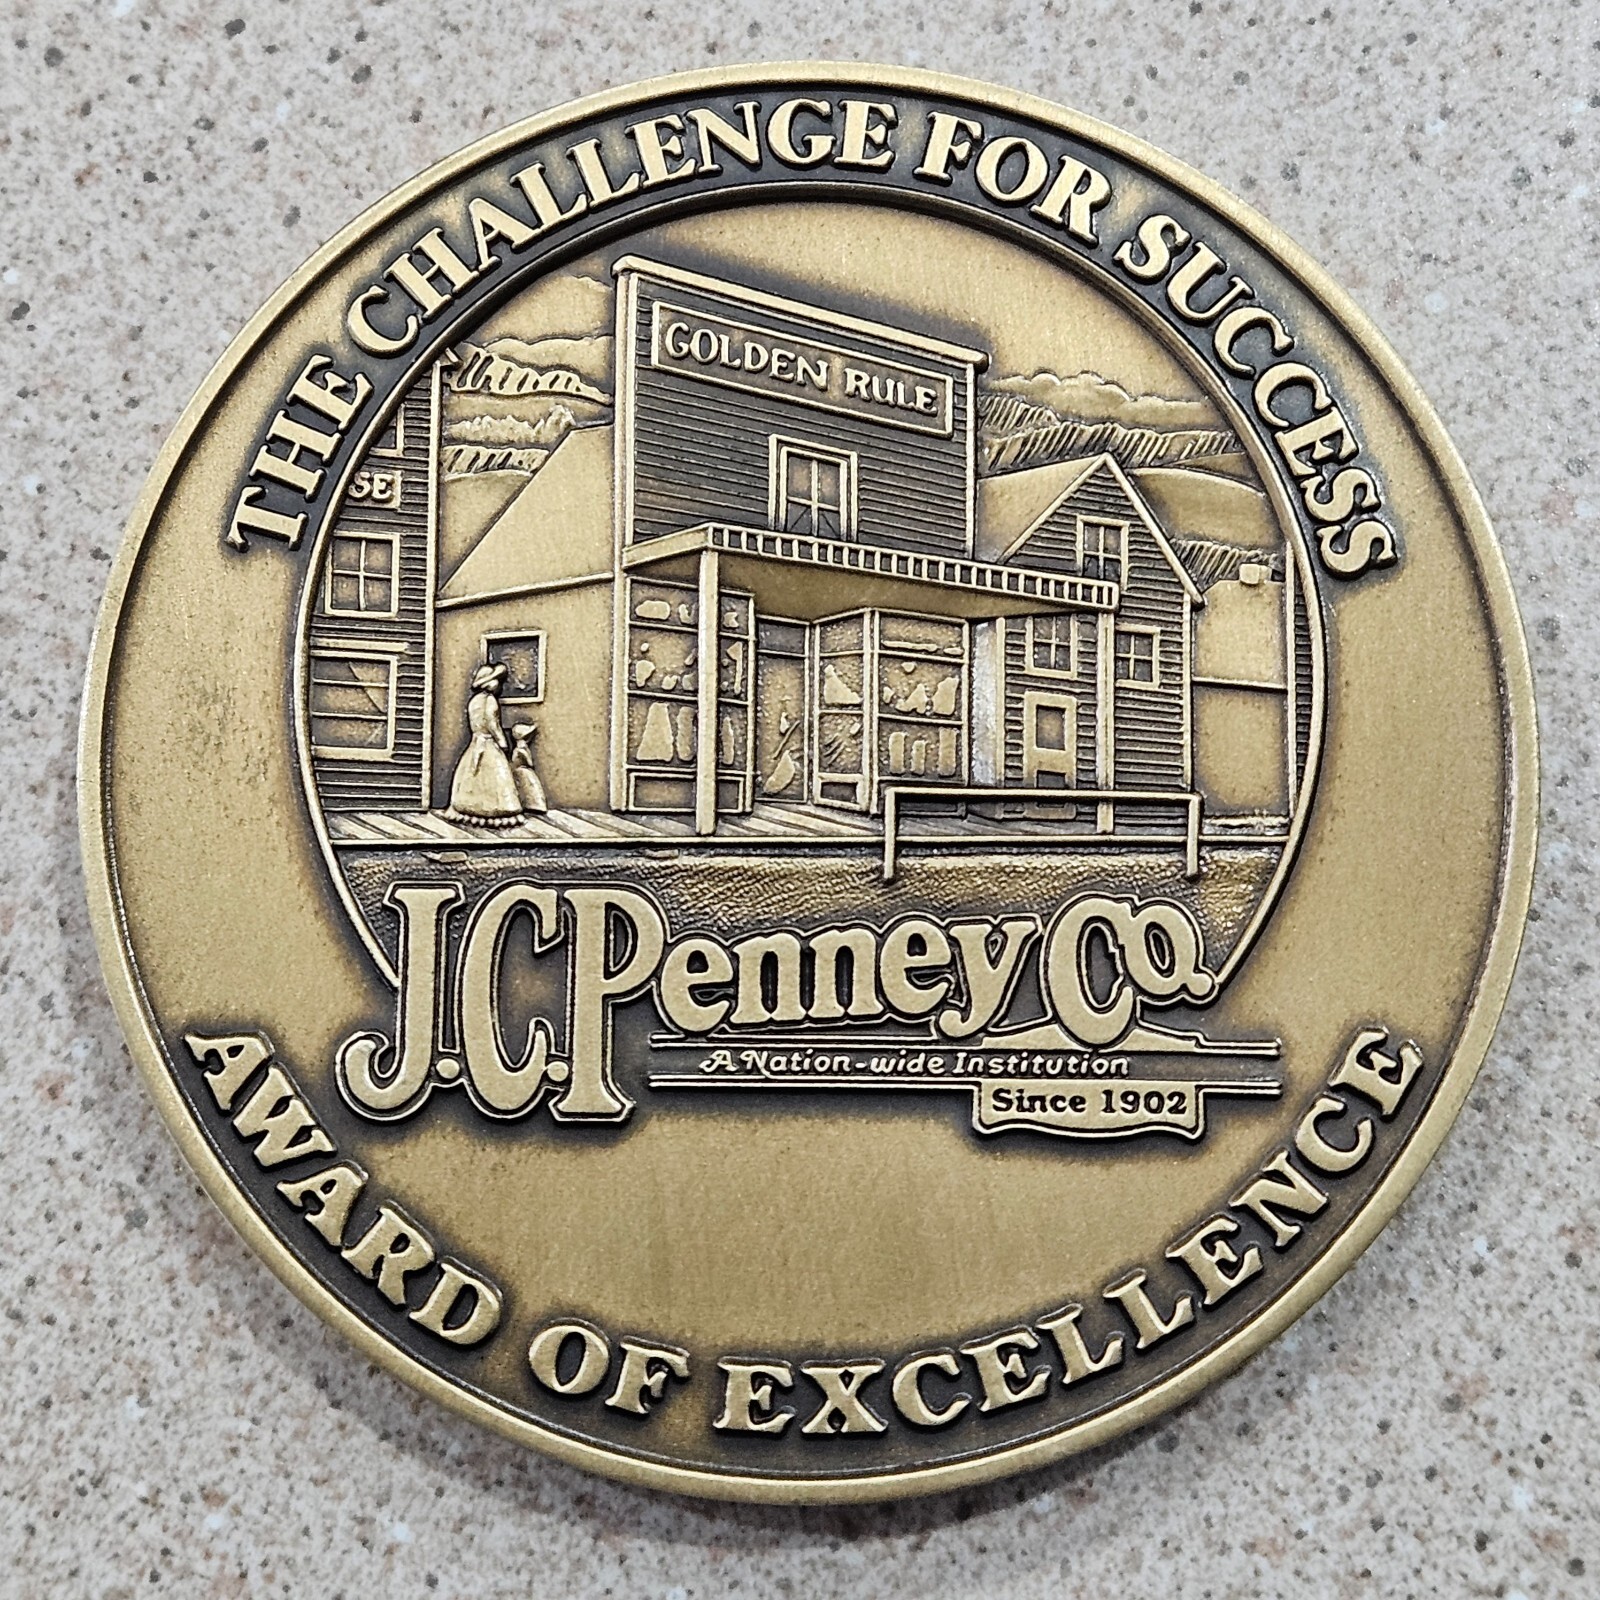 THE CHALLENGE FOR SUCCESS
GOLDEN RULE
SE
J.C.Penney Co.
A Nation-wide Institution
Since 1902
AWARD OF EXCELLENCE